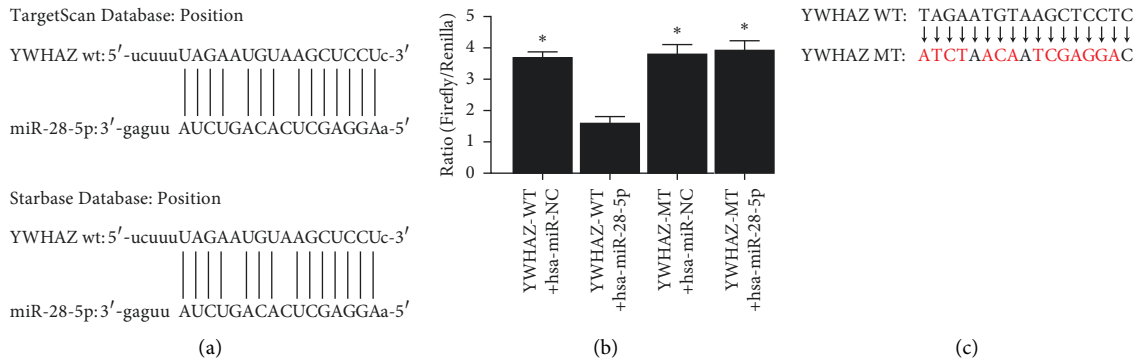 TargetScan Database: Position
YWHAZ wt: 5′-ucuuuUAGAAUGUAAGCUCCUc-3′
miR-28-5p: 3′-gaguu AUCUGACACUCGAGGAa-5′
Starbase Database: Position
YWHAZ wt: 5′-ucuuuUAGAAUGUAAGCUCCUc-3′
miR-28-5p: 3′-gaguu AUCUGACACUCGAGGAa-5′
(a)
Ratio (Firefly/Renilla)
5
4
3
2
1
0
* * *
YWHAZ-WT
+hsa-miR-NC
YWHAZ-WT
+hsa-miR-28-5p
YWHAZ-MT
+hsa-miR-NC
YWHAZ-MT
+hsa-miR-28-5p
(b)
YWHAZ WT: TAGAATGTAAGCTCCTC
YWHAZ MT: ATCTAACAATCGAGGAC
(c)